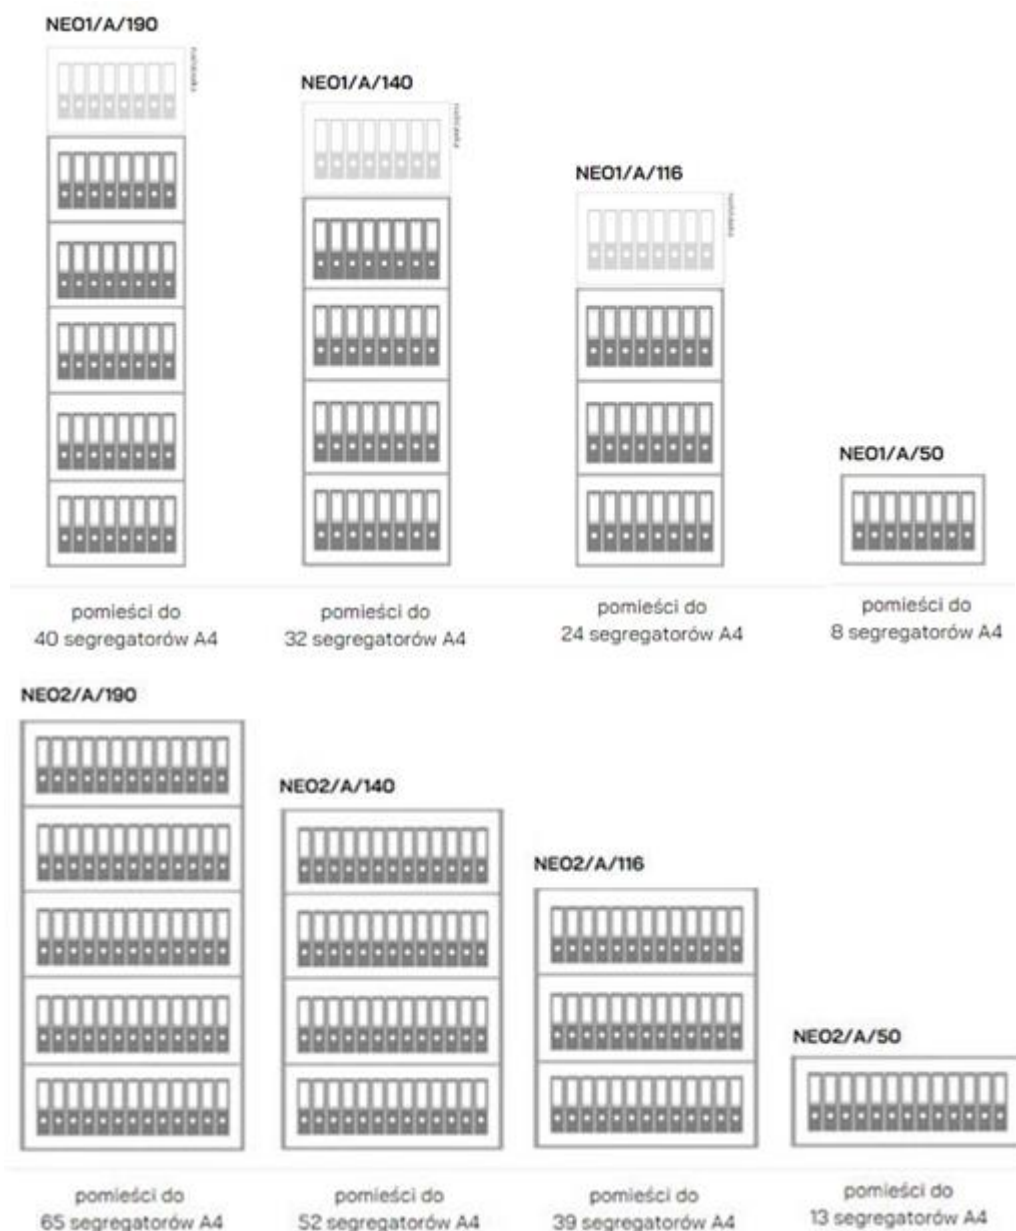 NEO1/A/190
NEO1/A/140
NEO1/A/116
NEO1/A/50
pomieści do
40 segregatorów A4
pomieści do
32 segregatorów A4
pomieści do
24 segregatorów A4
pomieści do
8 segregatorów A4
NEO2/A/190
NEO2/A/140
NEO2/A/116
NEO2/A/50
pomieści do
65 segregatorów A4
pomieści do
52 segregatorów A4
pomieści do
39 segregatorów A4
pomieści do
13 segregatorów A4